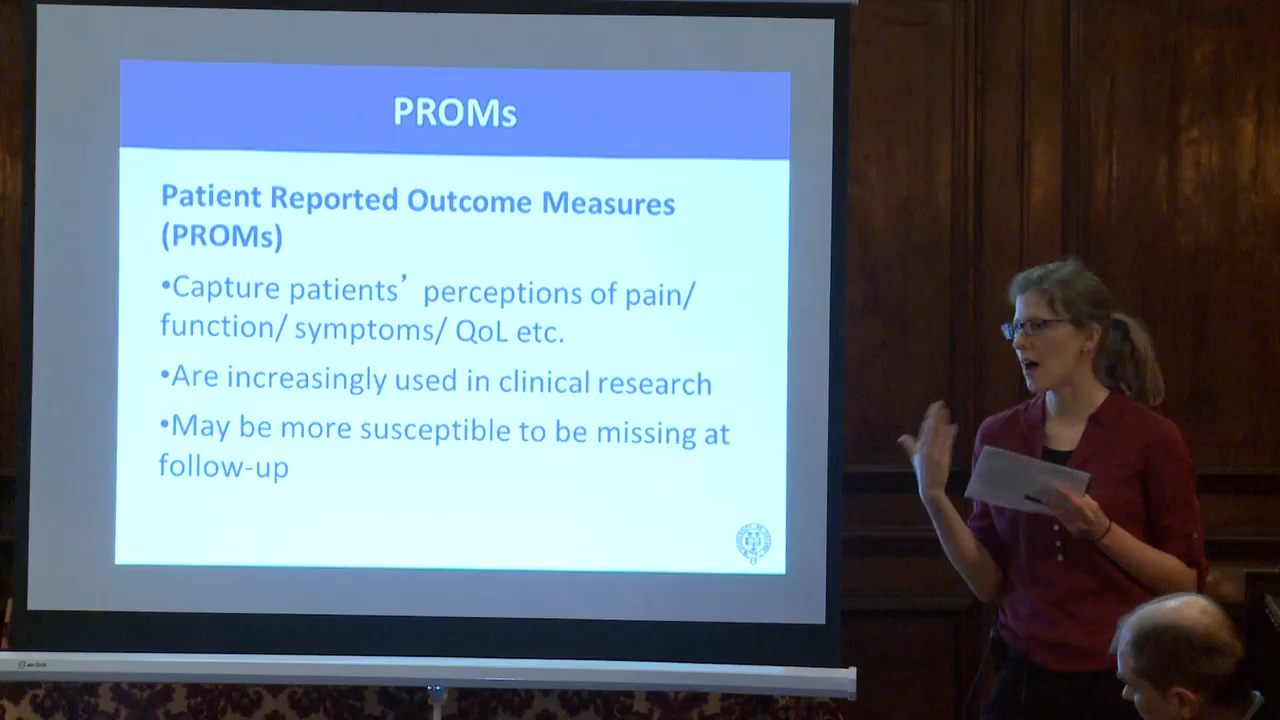 PROMs
Patient Reported Outcome Measures
(PROMs)
•Capture patients’ perceptions of pain/
function/ symptoms/ QoL etc.
•Are increasingly used in clinical research
•May be more susceptible to be missing at
follow-up